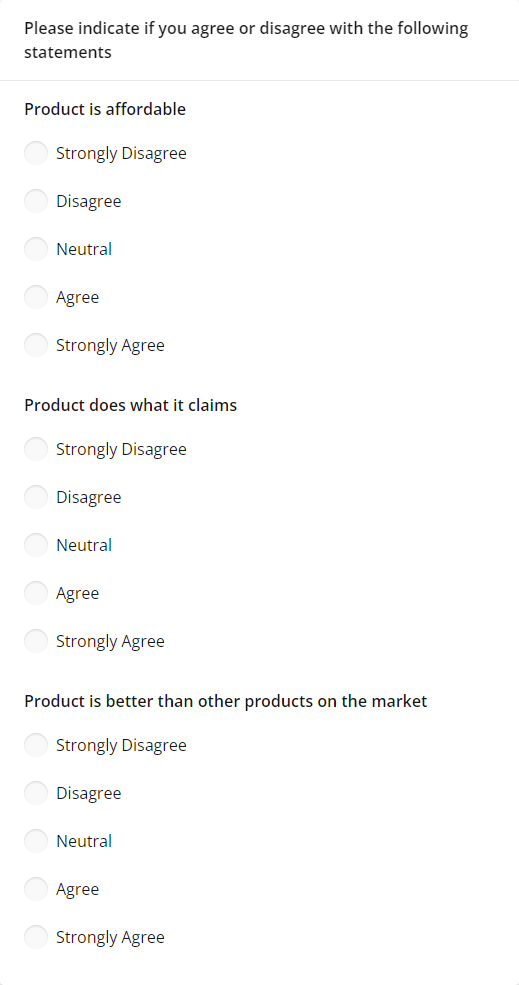 Please indicate if you agree or disagree with the following
statements
Product is affordable
Strongly Disagree
Disagree
Neutral
Agree
Strongly Agree
Product does what it claims
Strongly Disagree
Disagree
Neutral
Agree
Strongly Agree
Product is better than other products on the market
Strongly Disagree
Disagree
Neutral
Agree
Strongly Agree